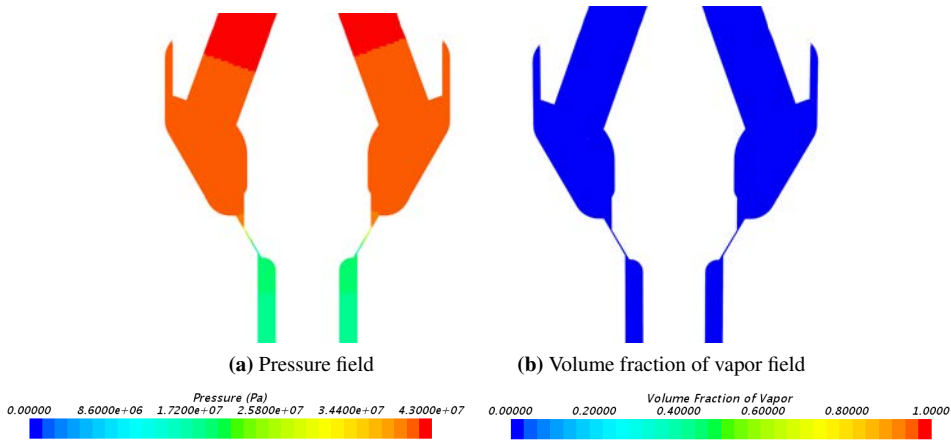 (a) Pressure field
(b) Volume fraction of vapor field
Pressure (Pa)
0.00000 8.6000e+06 1.7200e+07 2.5800e+07 3.4400e+07 4.3000e+07
Volume Fraction of Vapor
0.00000 0.20000 0.40000 0.60000 0.80000 1.0000